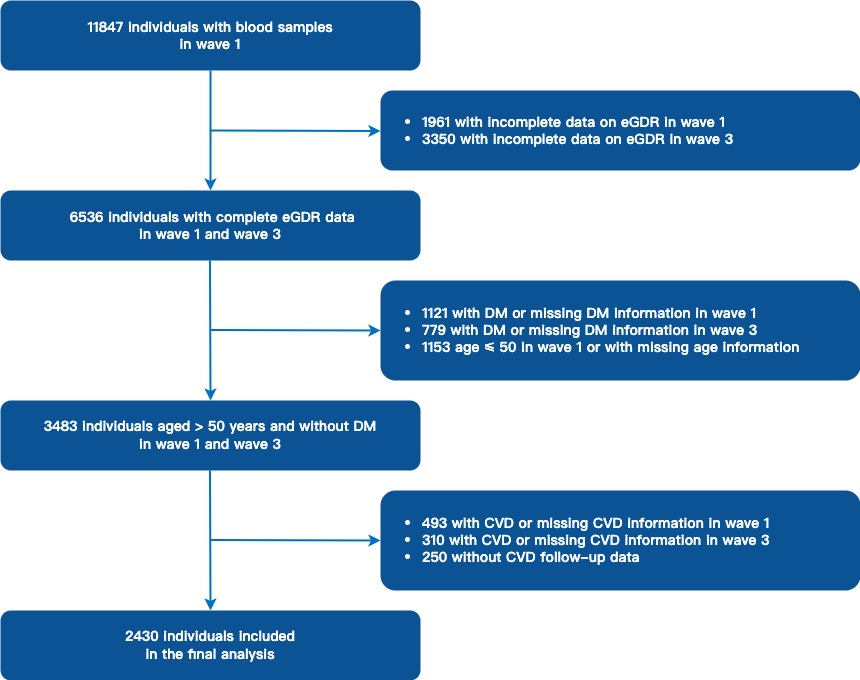 11847 individuals with blood samples
in wave 1
• 1961 with incomplete data on eGDR in wave 1
• 3350 with incomplete data on eGDR in wave 3
6536 individuals with complete eGDR data
in wave 1 and wave 3
• 1121 with DM or missing DM information in wave 1
• 779 with DM or missing DM information in wave 3
• 1153 age ⩽ 50 in wave 1 or with missing age information
3483 individuals aged > 50 years and without DM
in wave 1 and wave 3
• 493 with CVD or missing CVD information in wave 1
• 310 with CVD or missing CVD information in wave 3
• 250 without CVD follow-up data
2430 individuals included
in the final analysis